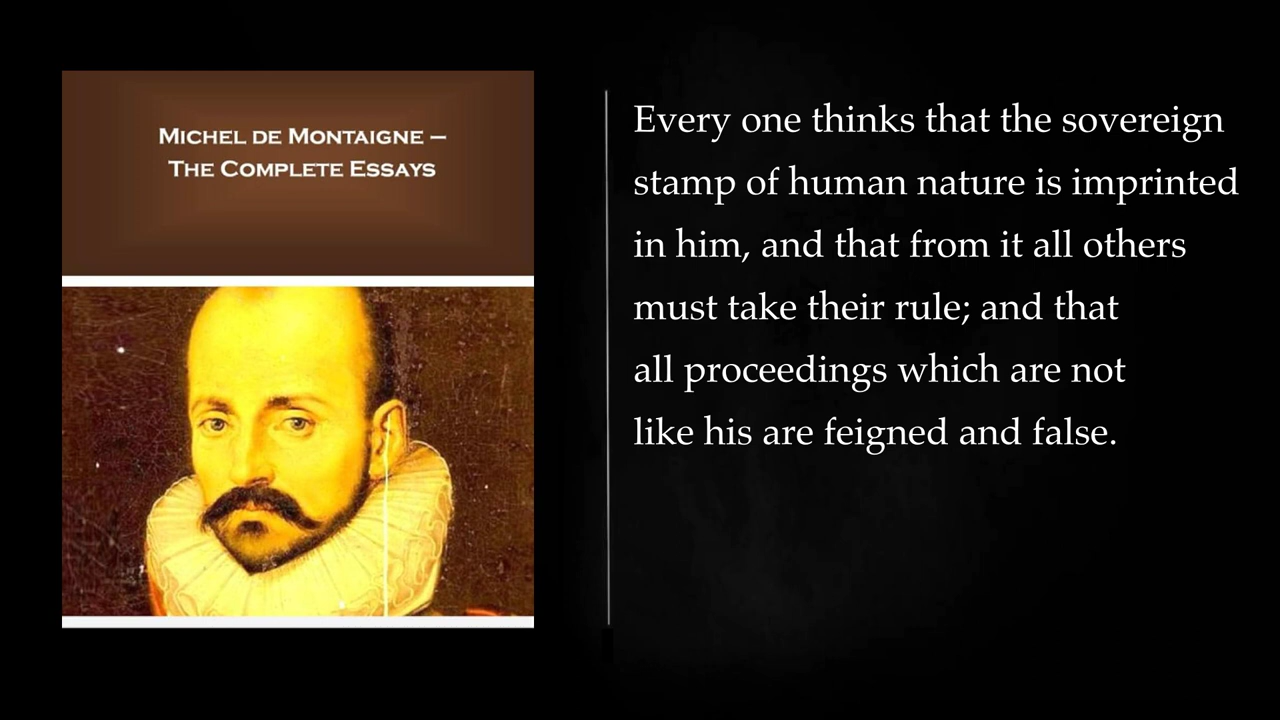 Michel de Montaigne –
The Complete Essays
Every one thinks that the sovereign
stamp of human nature is imprinted
in him, and that from it all others
must take their rule; and that
all proceedings which are not
like his are feigned and false.